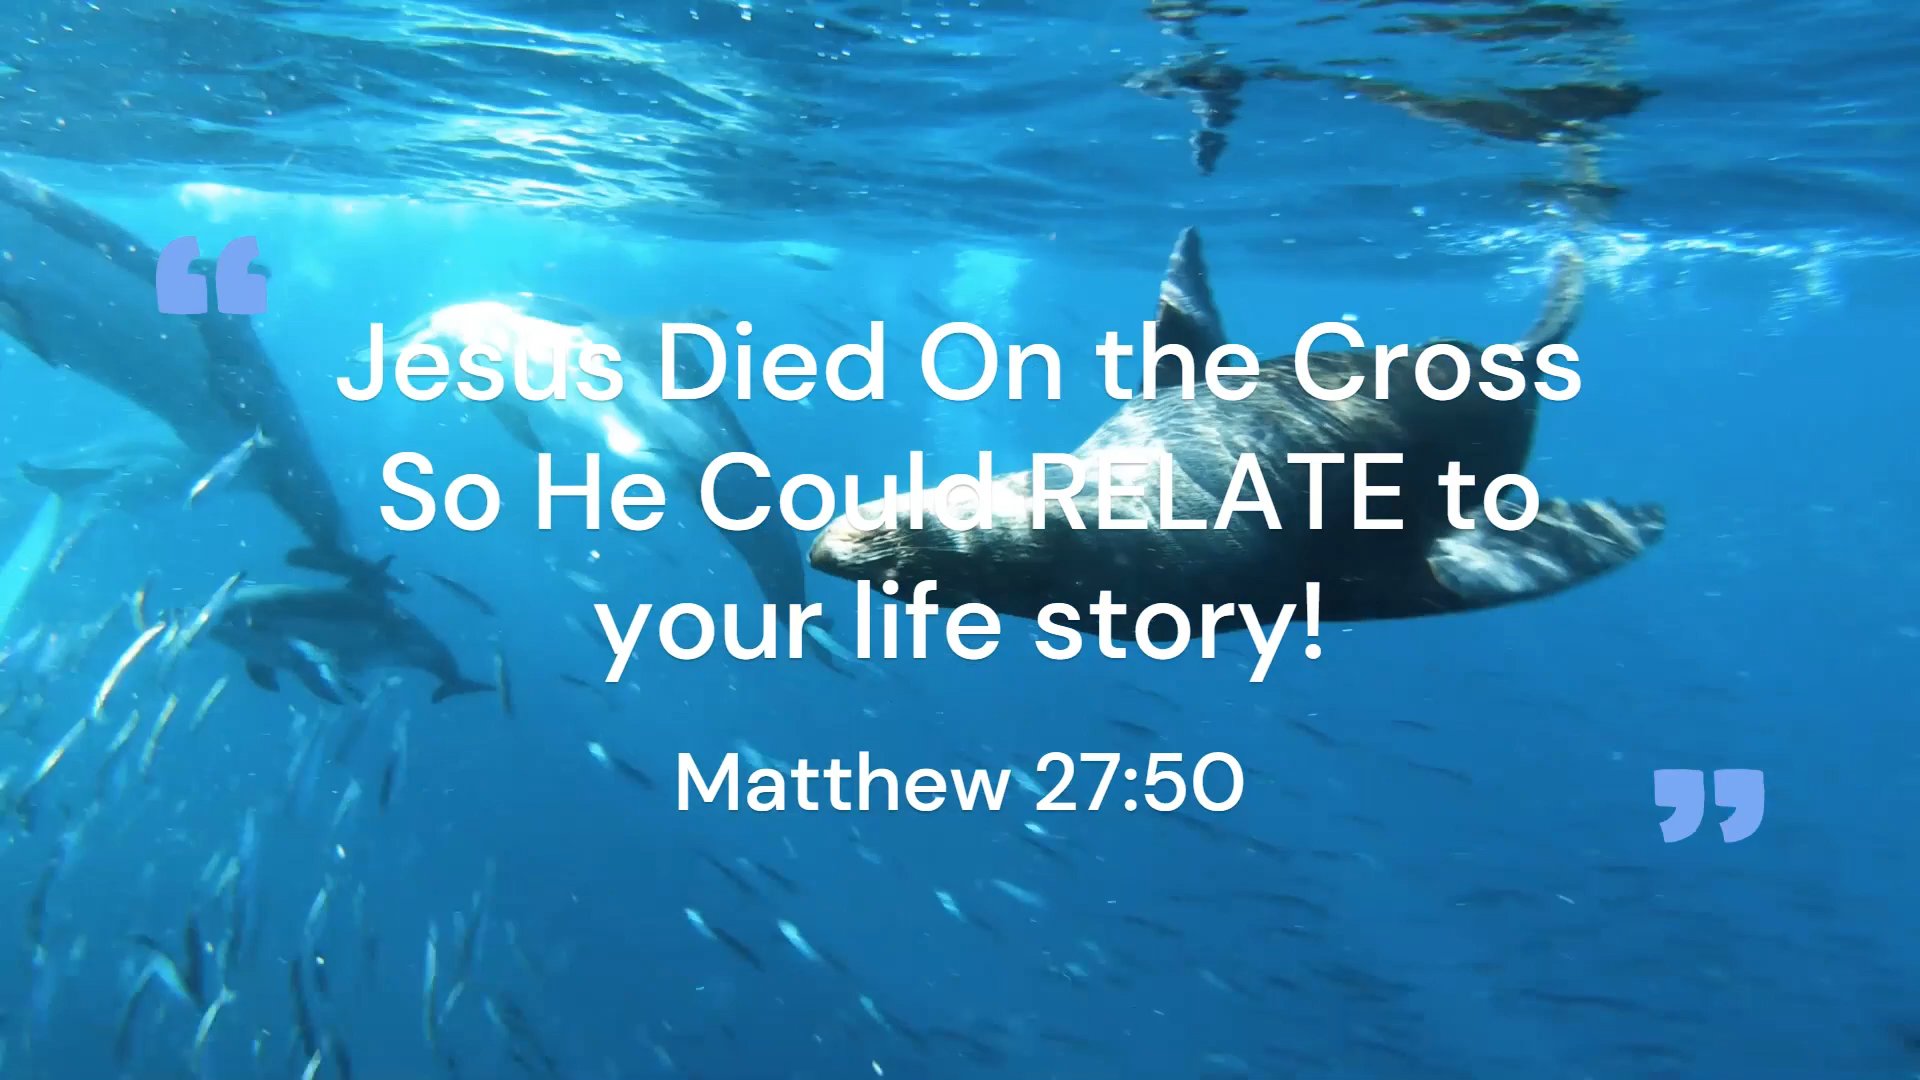 “
Jesus Died On the Cross
So He Could RELATE to
your life story!
Matthew 27:50
”